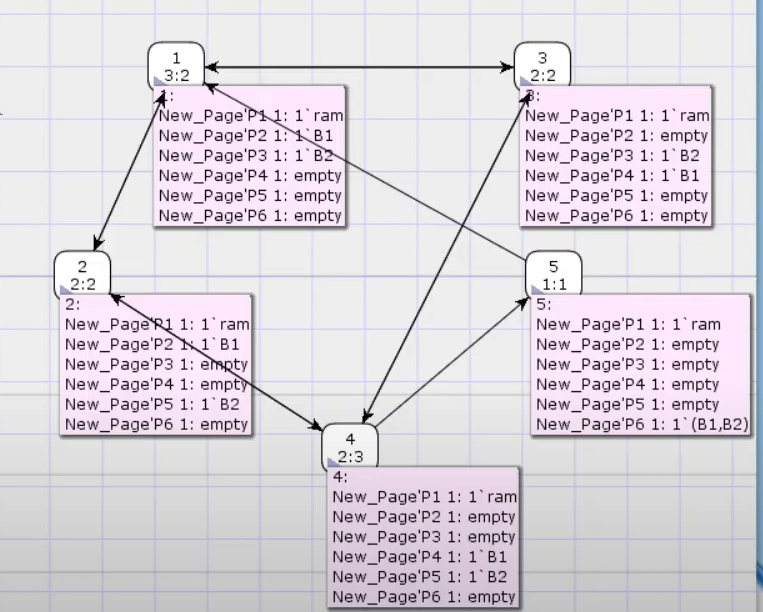 1
3:2
1:
New_Page'P1 1: 1`ram
New_Page'P2 1: 1`B1
New_Page'P3 1: 1`B2
New_Page'P4 1: empty
New_Page'P5 1: empty
New_Page'P6 1: empty
3
2:2
3:
New_Page'P1 1: 1`ram
New_Page'P2 1: empty
New_Page'P3 1: 1`B2
New_Page'P4 1: 1`B1
New_Page'P5 1: empty
New_Page'P6 1: empty
2
2:2
2:
New_Page'P1 1: 1`ram
New_Page'P2 1: 1`B1
New_Page'P3 1: empty
New_Page'P4 1: empty
New_Page'P5 1: 1`B2
New_Page'P6 1: empty
5
1:1
5:
New_Page'P1 1: 1`ram
New_Page'P2 1: empty
New_Page'P3 1: empty
New_Page'P4 1: empty
New_Page'P5 1: empty
New_Page'P6 1: 1`(B1,B2)
4
2:3
4:
New_Page'P1 1: 1`ram
New_Page'P2 1: empty
New_Page'P3 1: empty
New_Page'P4 1: 1`B1
New_Page'P5 1: 1`B2
New_Page'P6 1: empty